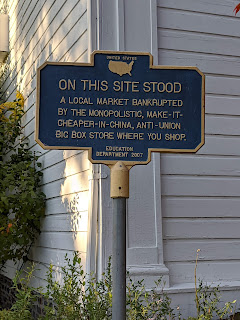 UNITED STATES
ON THIS SITE STOOD
A LOCAL MARKET BANKRUPTED
BY THE MONOPOLISTIC, MAKE-IT-
CHEAPER-IN-CHINA, ANTI-UNION
BIG BOX STORE WHERE YOU SHOP.
EDUCATION
DEPARTMENT 2007